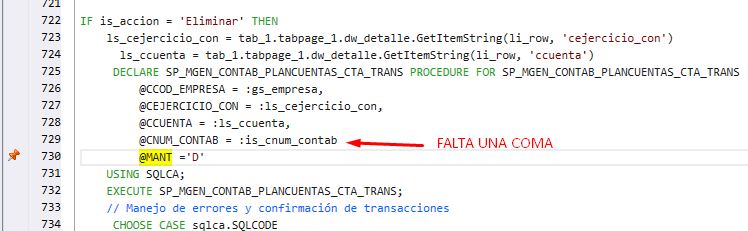 721
722 IF is_accion = 'Eliminar' THEN
723 ls_cejercicio_con = tab_1.tabpage_1.dw_detalle.GetItemString(li_row, 'cejercicio_con')
724 ls_ccuenta = tab_1.tabpage_1.dw_detalle.GetItemString(li_row, 'ccuenta')
725 DECLARE SP_MGEN_CONTAB_PLANCUENTAS_CTA_TRANS PROCEDURE FOR SP_MGEN_CONTAB_PLANCUENTAS_CTA_TRANS
726 @CCOD_EMPRESA = :gs_empresa,
727 @CEJERCICIO_CON = :ls_cejercicio_con,
728 @CCUENTA = :ls_ccuenta,
729 @CNUM_CONTAB = :is_cnum_contab FALTA UNA COMA
730 @MANT ='D'
731 USING SQLCA;
732 EXECUTE SP_MGEN_CONTAB_PLANCUENTAS_CTA_TRANS;
733 // Manejo de errores y confirmación de transacciones
734 CHOOSE CASE sqlca.SQLCODE